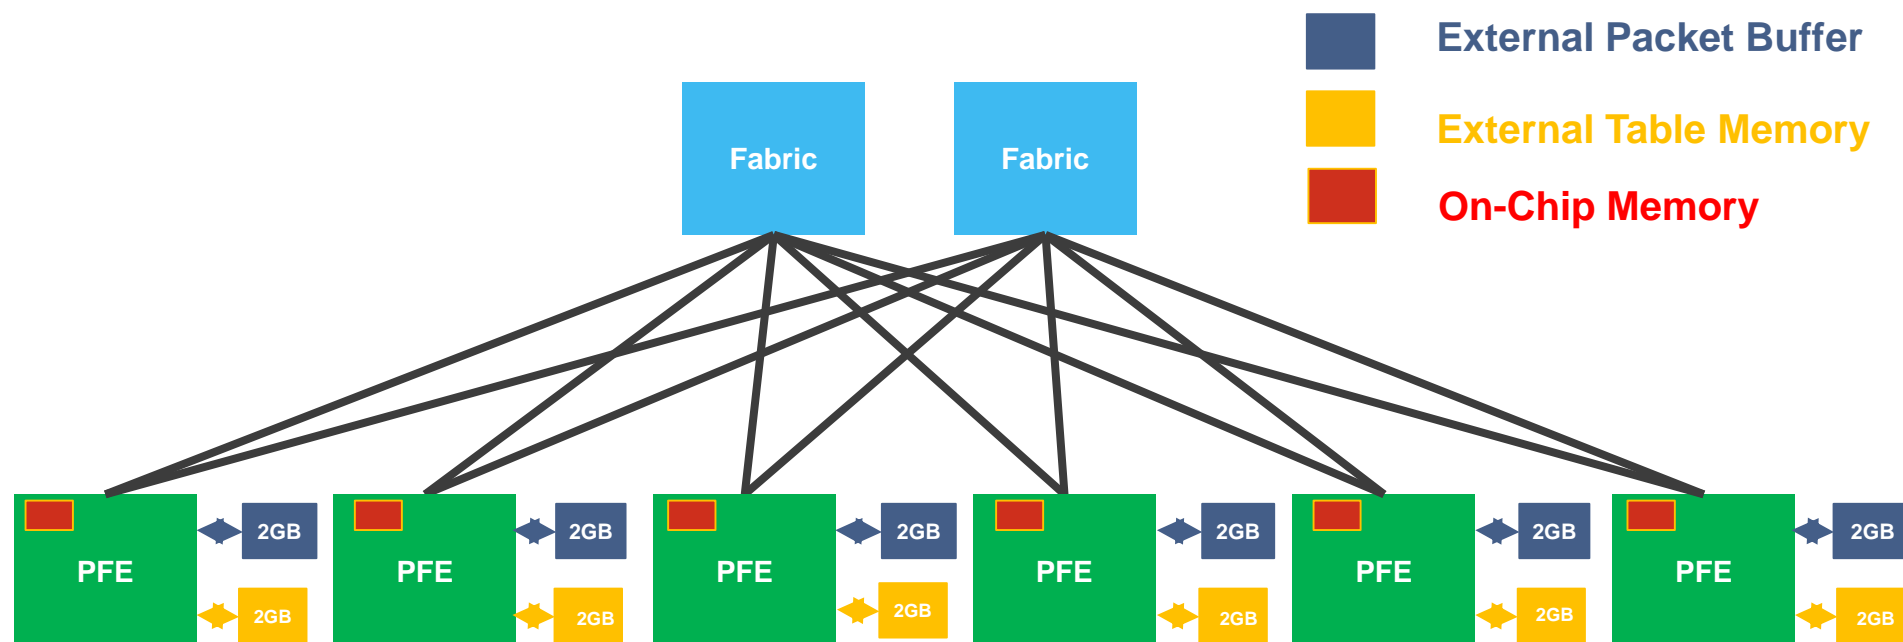 External Packet Buffer
External Table Memory
On-Chip Memory
Fabric
Fabric
PFE
2GB
2GB
PFE
2GB
2GB
PFE
2GB
2GB
PFE
2GB
2GB
PFE
2GB
2GB
PFE
2GB
2GB